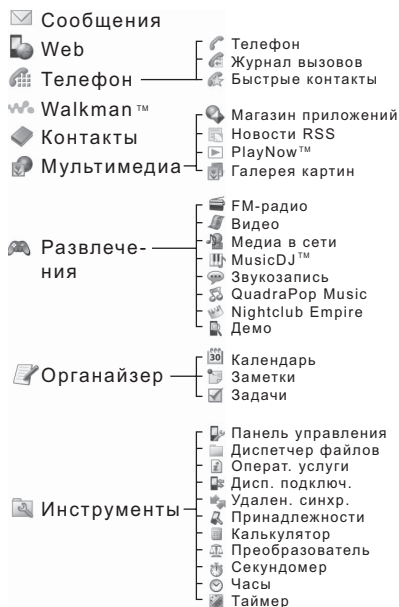 Сообщения
Web
Телефон
Телефон
Журнал вызовов
Быстрые контакты
Walkman™
Контакты
Мультимедиа
Магазин приложений
Новости RSS
PlayNow™
Галерея картин
Развлече-
ния
FM-радио
Видео
Медиа в сети
MusicDJ™
Звукозапись
QuadraPop Music
Nightclub Empire
Демо
Органайзер
30
Календарь
Заметки
Задачи
Инструменты
Панель управления
Диспетчер файлов
Операт. услуги
Дисп. подключ.
Удален. синхр.
Принадлежности
Калькулятор
Преобразователь
Секундомер
Часы
Таймер